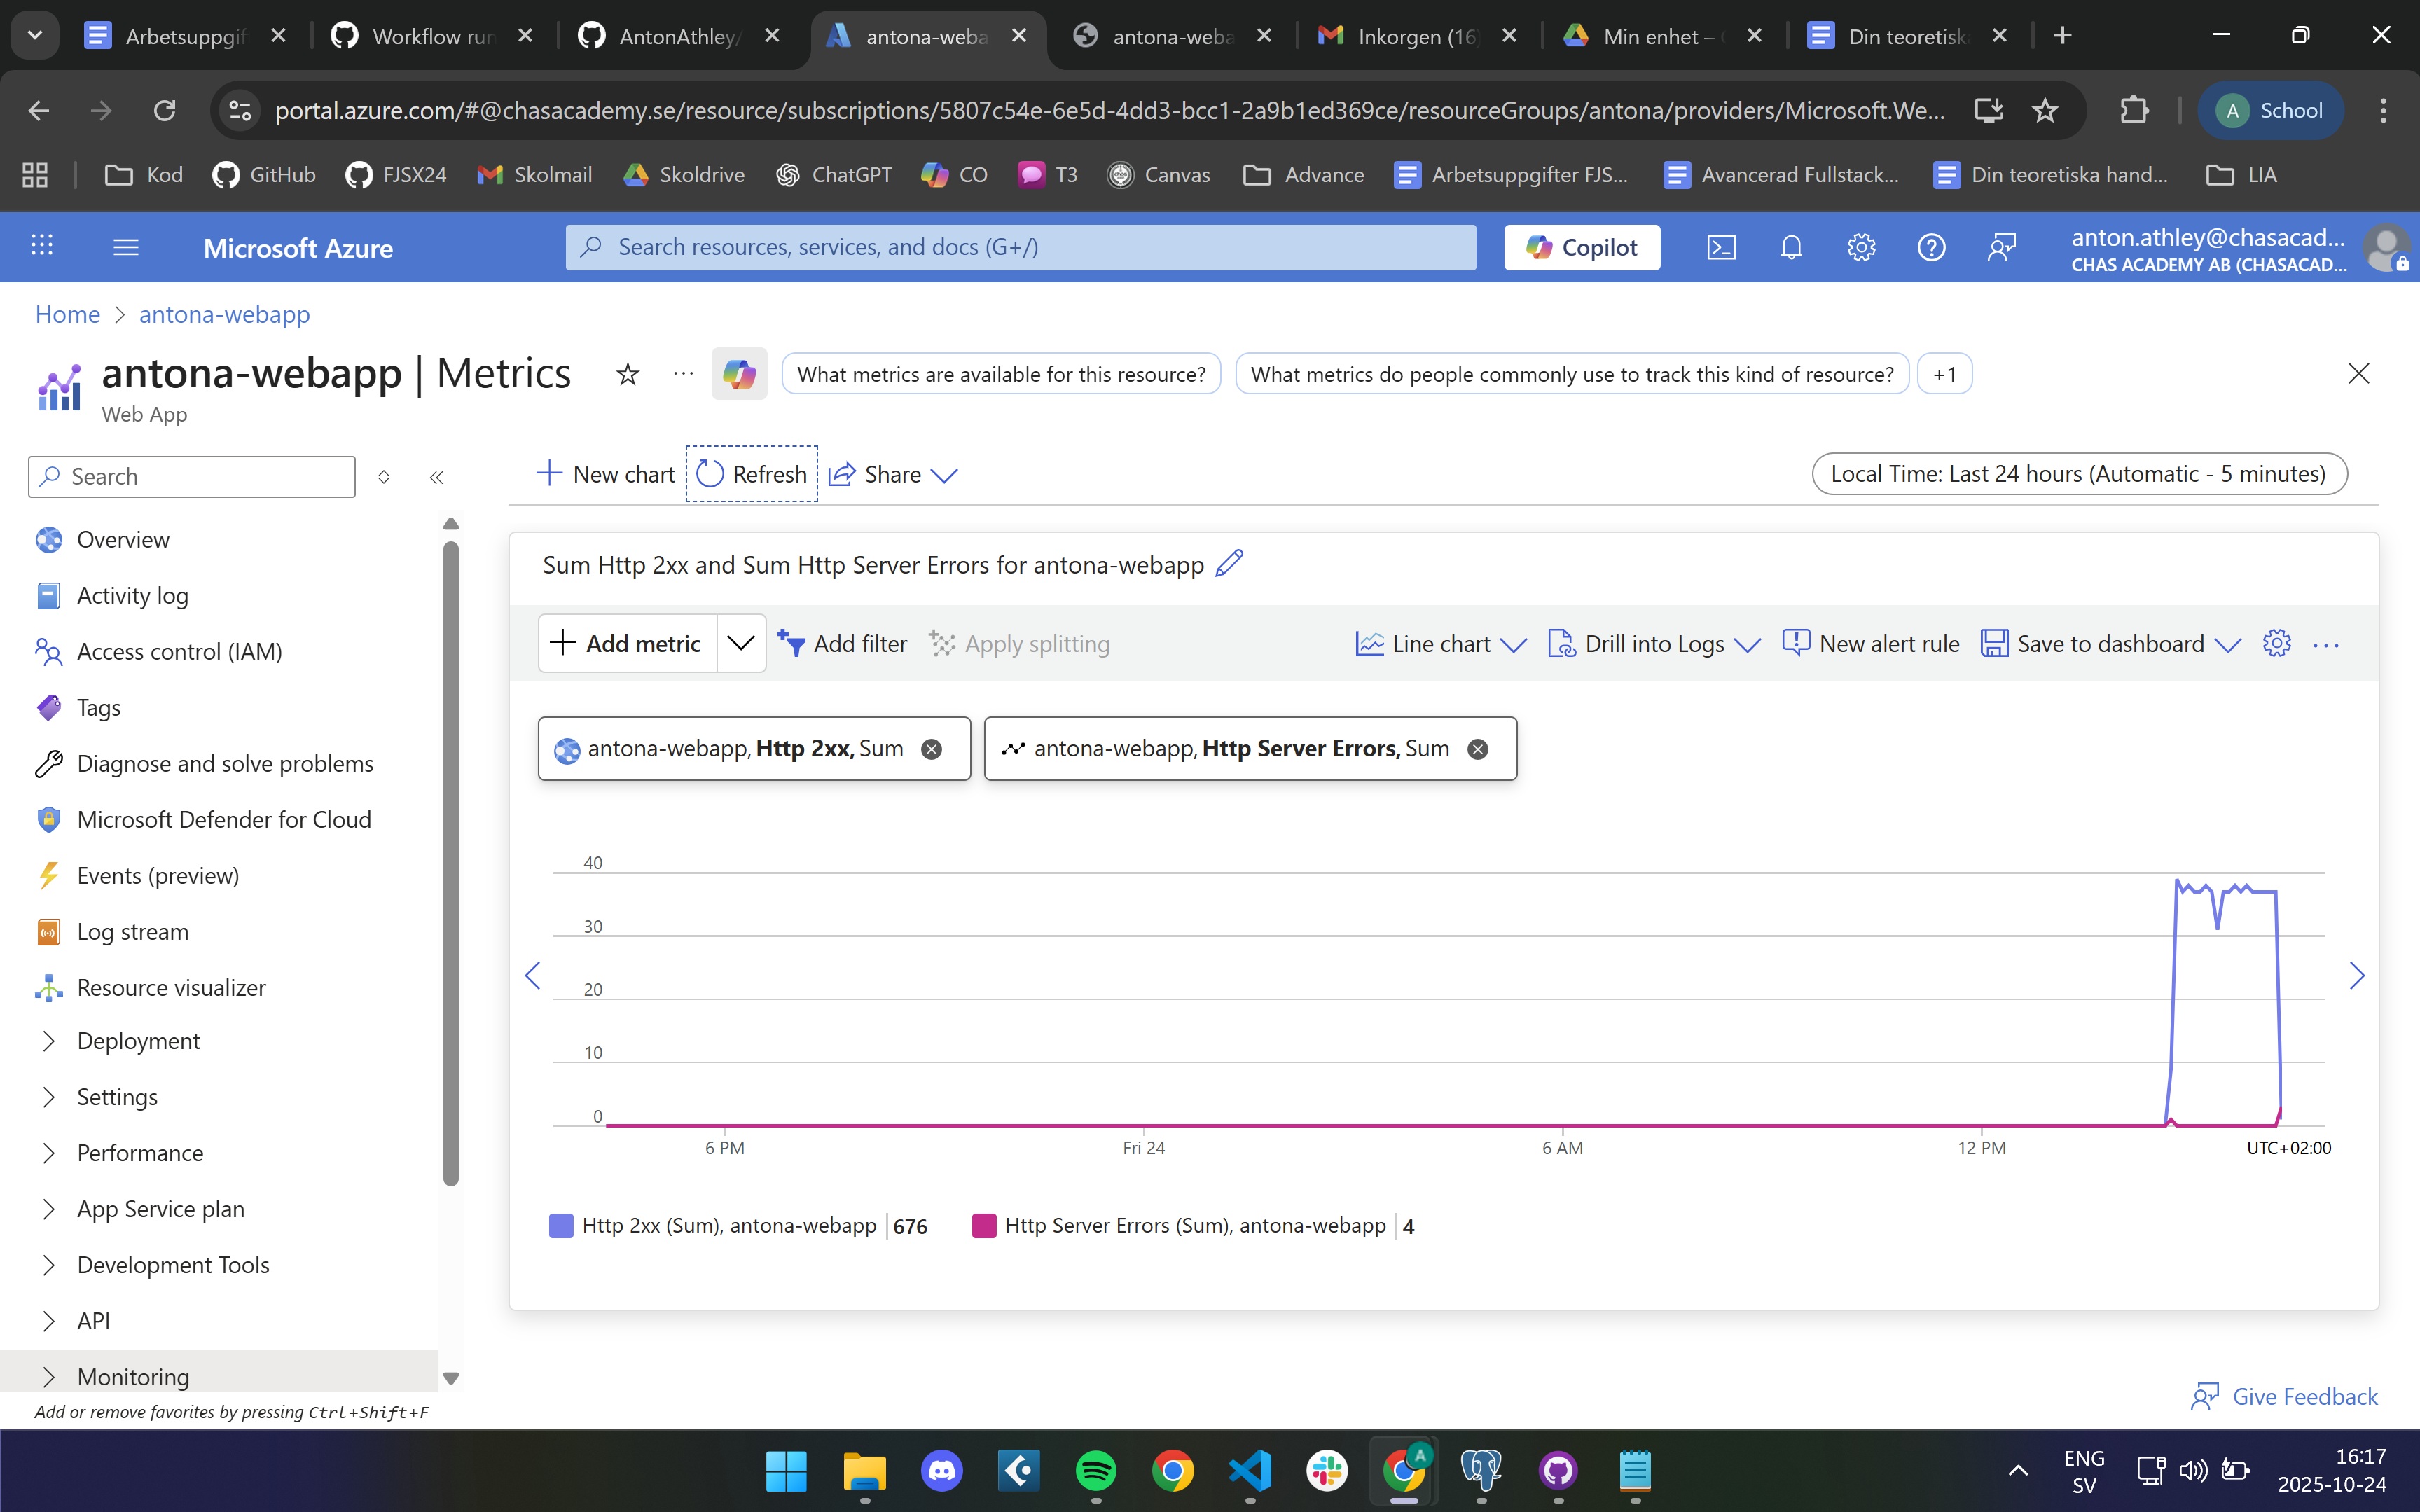 Arbetsuppgif
Workflow run
AntonAthley/
antona-weba
antona-weba
Inkorgen (16)
Min enhet –
Din teoretisk
portal.azure.com/#@chasacademy.se/resource/subscriptions/5807c54e-6e5d-4dd3-bcc1-2a9b1ed369ce/resourceGroups/antona/providers/Microsoft.We...
A School
Kod
GitHub
FJSX24
Skolmail
Skoldrive
ChatGPT
CO
T3
Canvas
Advance
Arbetsuppgifter FJS...
Avancerad Fullstack...
Din teoretiska hand...
LIA
Microsoft Azure
Search resources, services, and docs (G+/)
Copilot
anton.athley@chasacad...
CHAS ACADEMY AB (CHASACAD...
Home > antona-webapp
antona-webapp | Metrics
Web App
What metrics are available for this resource?
What metrics do people commonly use to track this kind of resource?
+1
Search
New chart
Refresh
Share
Local Time: Last 24 hours (Automatic - 5 minutes)
Overview
Activity log
Access control (IAM)
Tags
Diagnose and solve problems
Microsoft Defender for Cloud
Events (preview)
Log stream
Resource visualizer
Deployment
Settings
Performance
App Service plan
Development Tools
API
Monitoring
Add or remove favorites by pressing Ctrl+Shift+F
Sum Http 2xx and Sum Http Server Errors for antona-webapp
Add metric
Add filter
Apply splitting
Line chart
Drill into Logs
New alert rule
Save to dashboard
antona-webapp, Http 2xx, Sum
antona-webapp, Http Server Errors, Sum
40
30
20
10
0
6 PM
Fri 24
6 AM
12 PM
UTC+02:00
Http 2xx (Sum), antona-webapp | 676
Http Server Errors (Sum), antona-webapp | 4
Give Feedback
A
ENG
SV
16:17
2025-10-24